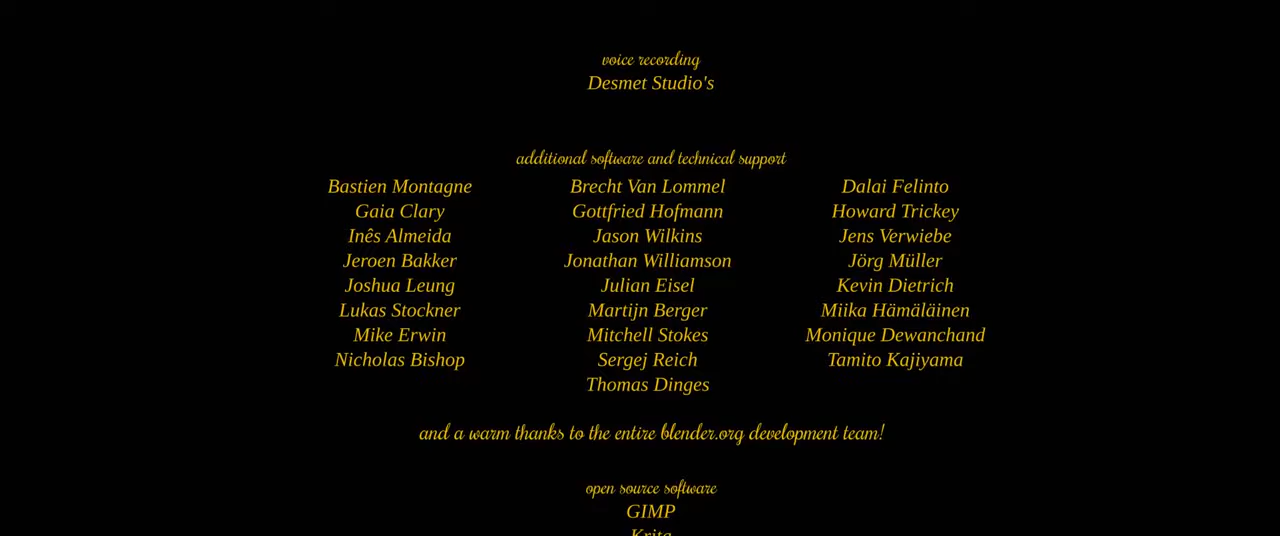 voice recording
Desmet Studio's
additional software and technical support
Bastien Montagne Brecht Van Lommel Dalai Felinto
Gaia Clary Gottfried Hofmann Howard Trickey
Inês Almeida Jason Wilkins Jens Verwiebe
Jeroen Bakker Jonathan Williamson Jörg Müller
Joshua Leung Julian Eisel Kevin Dietrich
Lukas Stockner Martijn Berger Miika Hämäläinen
Mike Erwin Mitchell Stokes Monique Dewanchand
Nicholas Bishop Sergej Reich Tamito Kajiyama
Thomas Dinges
and a warm thanks to the entire blender.org development team!
open source software
GIMP
Krita